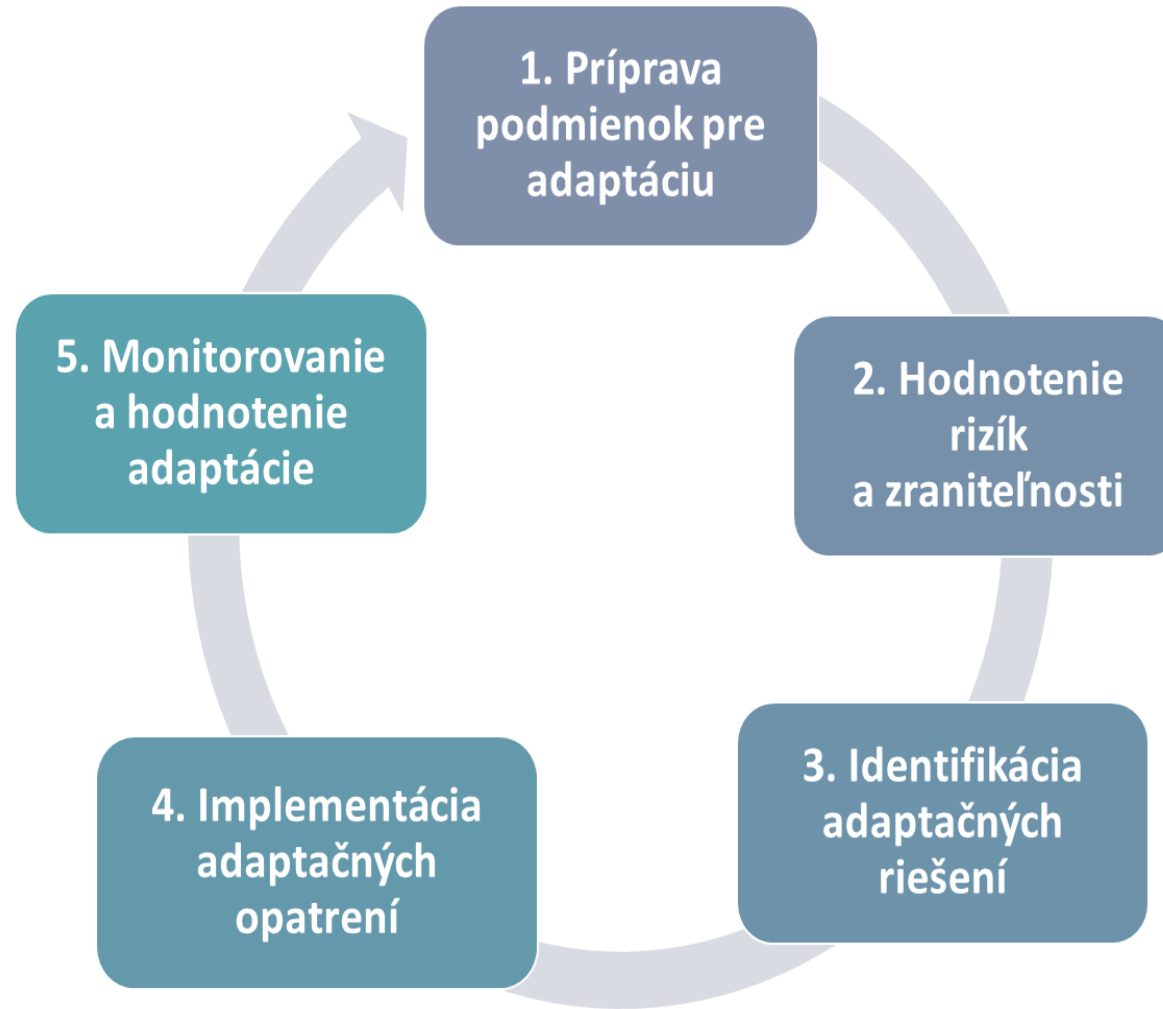 1. Príprava
podmienok pre
adaptáciu
2. Hodnotenie
rizík
a zraniteľnosti
3. Identifikácia
adaptačných
riešení
4. Implementácia
adaptačných
opatrení
5. Monitorovanie
a hodnotenie
adaptácie